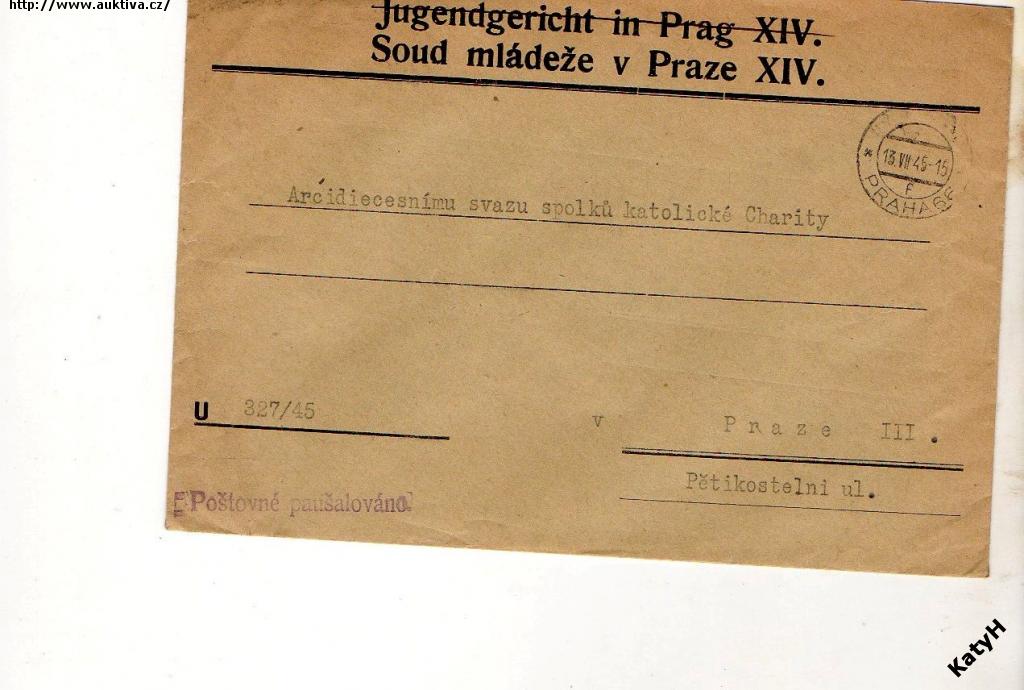 http://www.auktiva.cz/
Jugendgericht in Prag XIV.
Soud mládeže v Praze XIV.
13.VII 45-15
f
* PRAHA
Arcidiecesnímu svazu spolků katolické Charity
U 327/45
v Praze III.
Pětikostelni ul.
Poštovné paušalováno.
KatyH